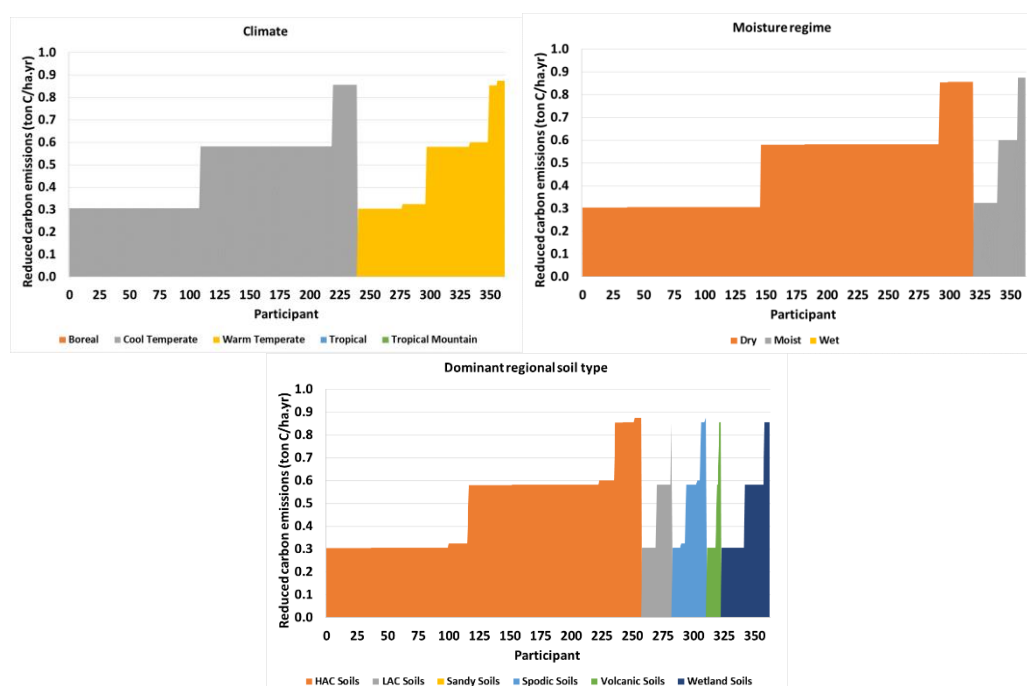 Climate
Reduced carbon emissions (ton C/ha.yr)
1.0
0.9
0.8
0.7
0.6
0.5
0.4
0.3
0.2
0.1
0.0
0 25 50 75 100 125 150 175 200 225 250 275 300 325 350
Participant
Boreal Cool Temperate Warm Temperate Tropical Tropical Mountain
Moisture regime
Reduced carbon emissions (ton C/ha.yr)
1.0
0.9
0.8
0.7
0.6
0.5
0.4
0.3
0.2
0.1
0.0
0 25 50 75 100 125 150 175 200 225 250 275 300 325 350
Participant
Dry Moist Wet
Dominant regional soil type
Reduced carbon emissions (ton C/ha.yr)
1.0
0.9
0.8
0.7
0.6
0.5
0.4
0.3
0.2
0.1
0.0
0 25 50 75 100 125 150 175 200 225 250 275 300 325 350
Participant
HAC Soils LAC Soils Sandy Soils Spodic Soils Volcanic Soils Wetland Soils